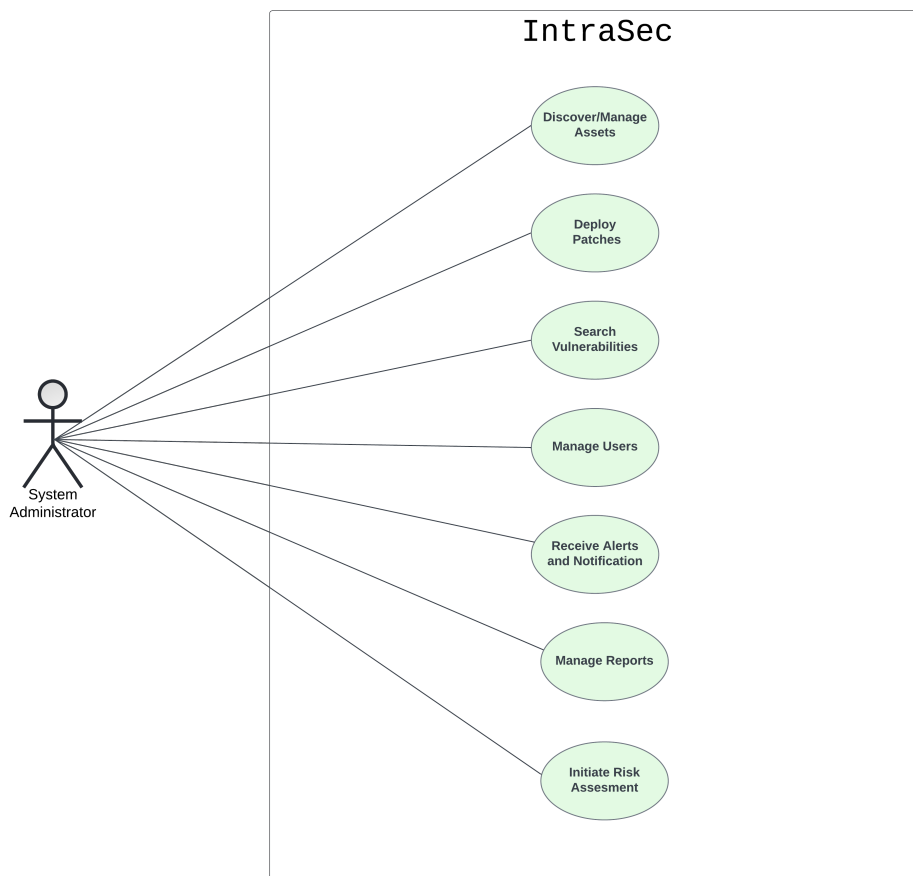 IntraSec
Discover/Manage
Assets
Deploy
Patches
Search
Vulnerabilities
Manage Users
System
Administrator
Receive Alerts
and Notification
Manage Reports
Initiate Risk
Assesment